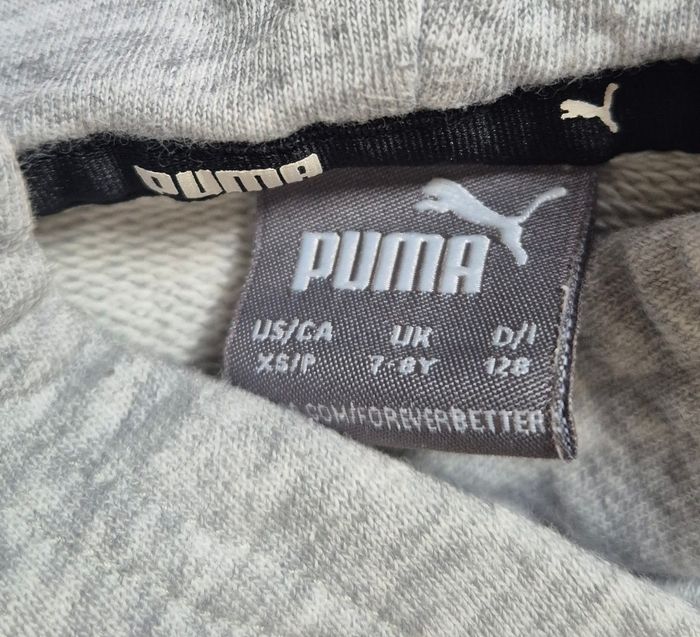 PUMA
PUMA
US/CA UK D/I
XS/P 7-8Y 128
.COM/FOREVERBETTER